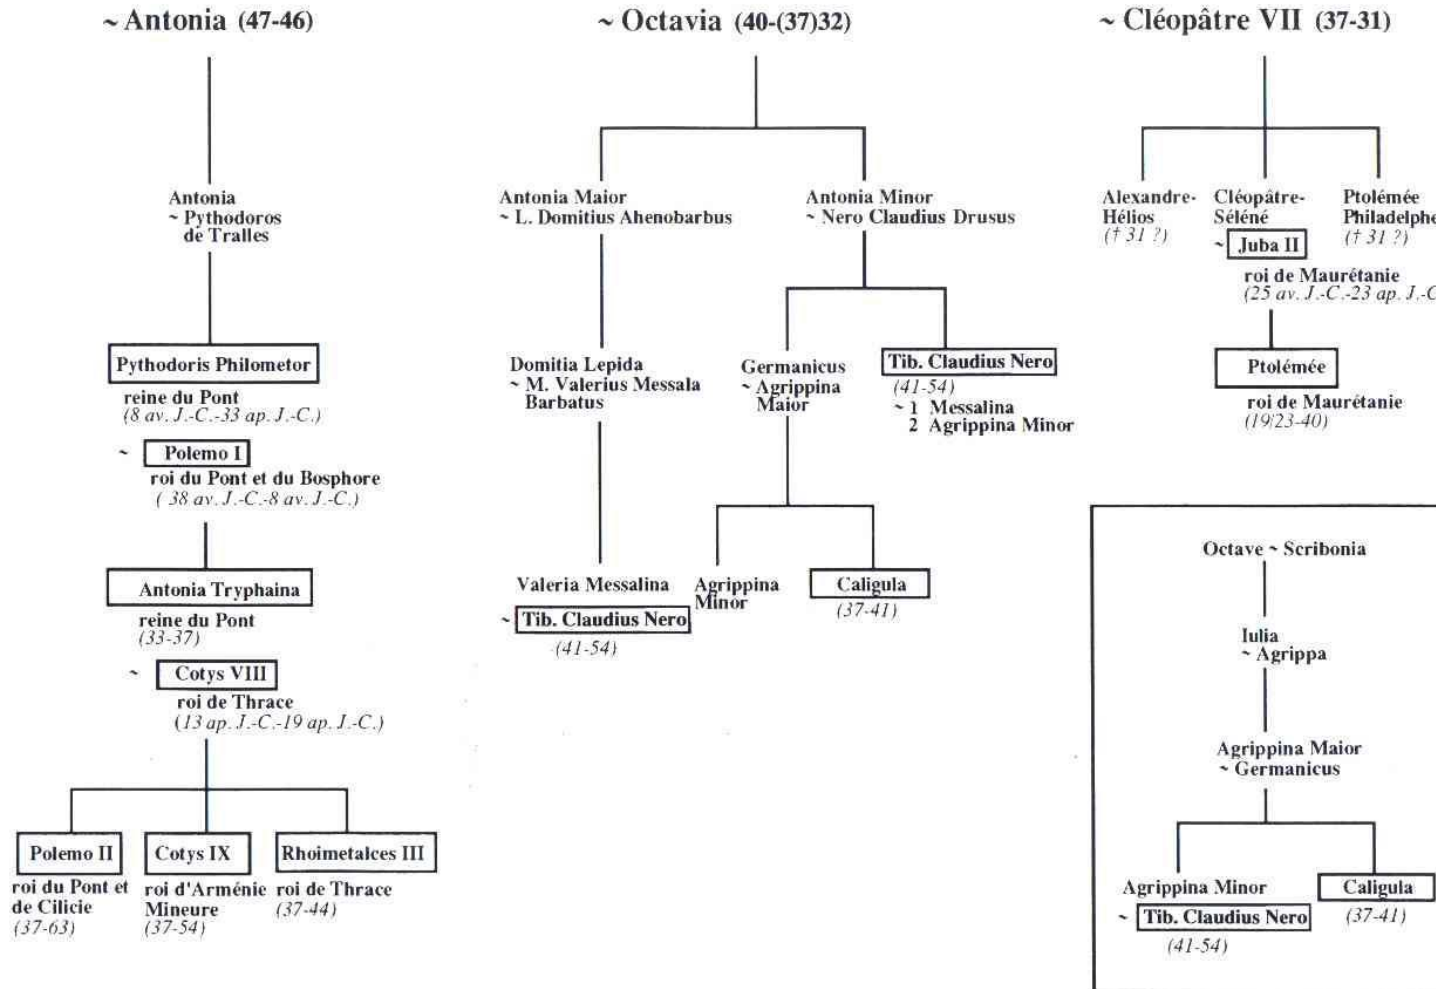 ~ Antonia (47-46)
Antonia
~ Pythodoros
de Tralles
Pythodoris Philometor
reine du Pont
(8 av. J.-C.-33 ap. J.-C.)
~ Polemo I
roi du Pont et du Bosphore
( 38 av. J.-C.-8 av. J.-C.)
Antonia Tryphaina
reine du Pont
(33-37)
~ Cotys VIII
roi de Thrace
(13 ap. J.-C.-19 ap. J.-C.)
Polemo II
roi du Pont et
de Cilicie
(37-63)
Cotys IX
roi d'Arménie
Mineure
(37-54)
Rhoimetalces III
roi de Thrace
(37-44)
~ Octavia (40-(37)32)
Antonia Maior
~ L. Domitius Ahenobarbus
Domitia Lepida
~ M. Valerius Messala
Barbatus
Valeria Messalina
~ Tib. Claudius Nero
(41-54)
Antonia Minor
~ Nero Claudius Drusus
Germanicus
~ Agrippina
Maior
Tib. Claudius Nero
(41-54)
~ 1 Messalina
2 Agrippina Minor
Agrippina
Minor
Caligula
(37-41)
~ Cléopâtre VII (37-31)
Alexandre-
Hélios
(† 31 ?)
Cléopâtre-
Séléné
~ Juba II
roi de Maurétanie
(25 av. J.-C.-23 ap. J.-C
Ptolémée
Philadelphe
(† 31 ?)
Ptolémée
roi de Maurétanie
(19/23-40)
Octave ~ Scribonia
Iulia
~ Agrippa
Agrippina Maior
~ Germanicus
Agrippina Minor
~ Tib. Claudius Nero
(41-54)
Caligula
(37-41)